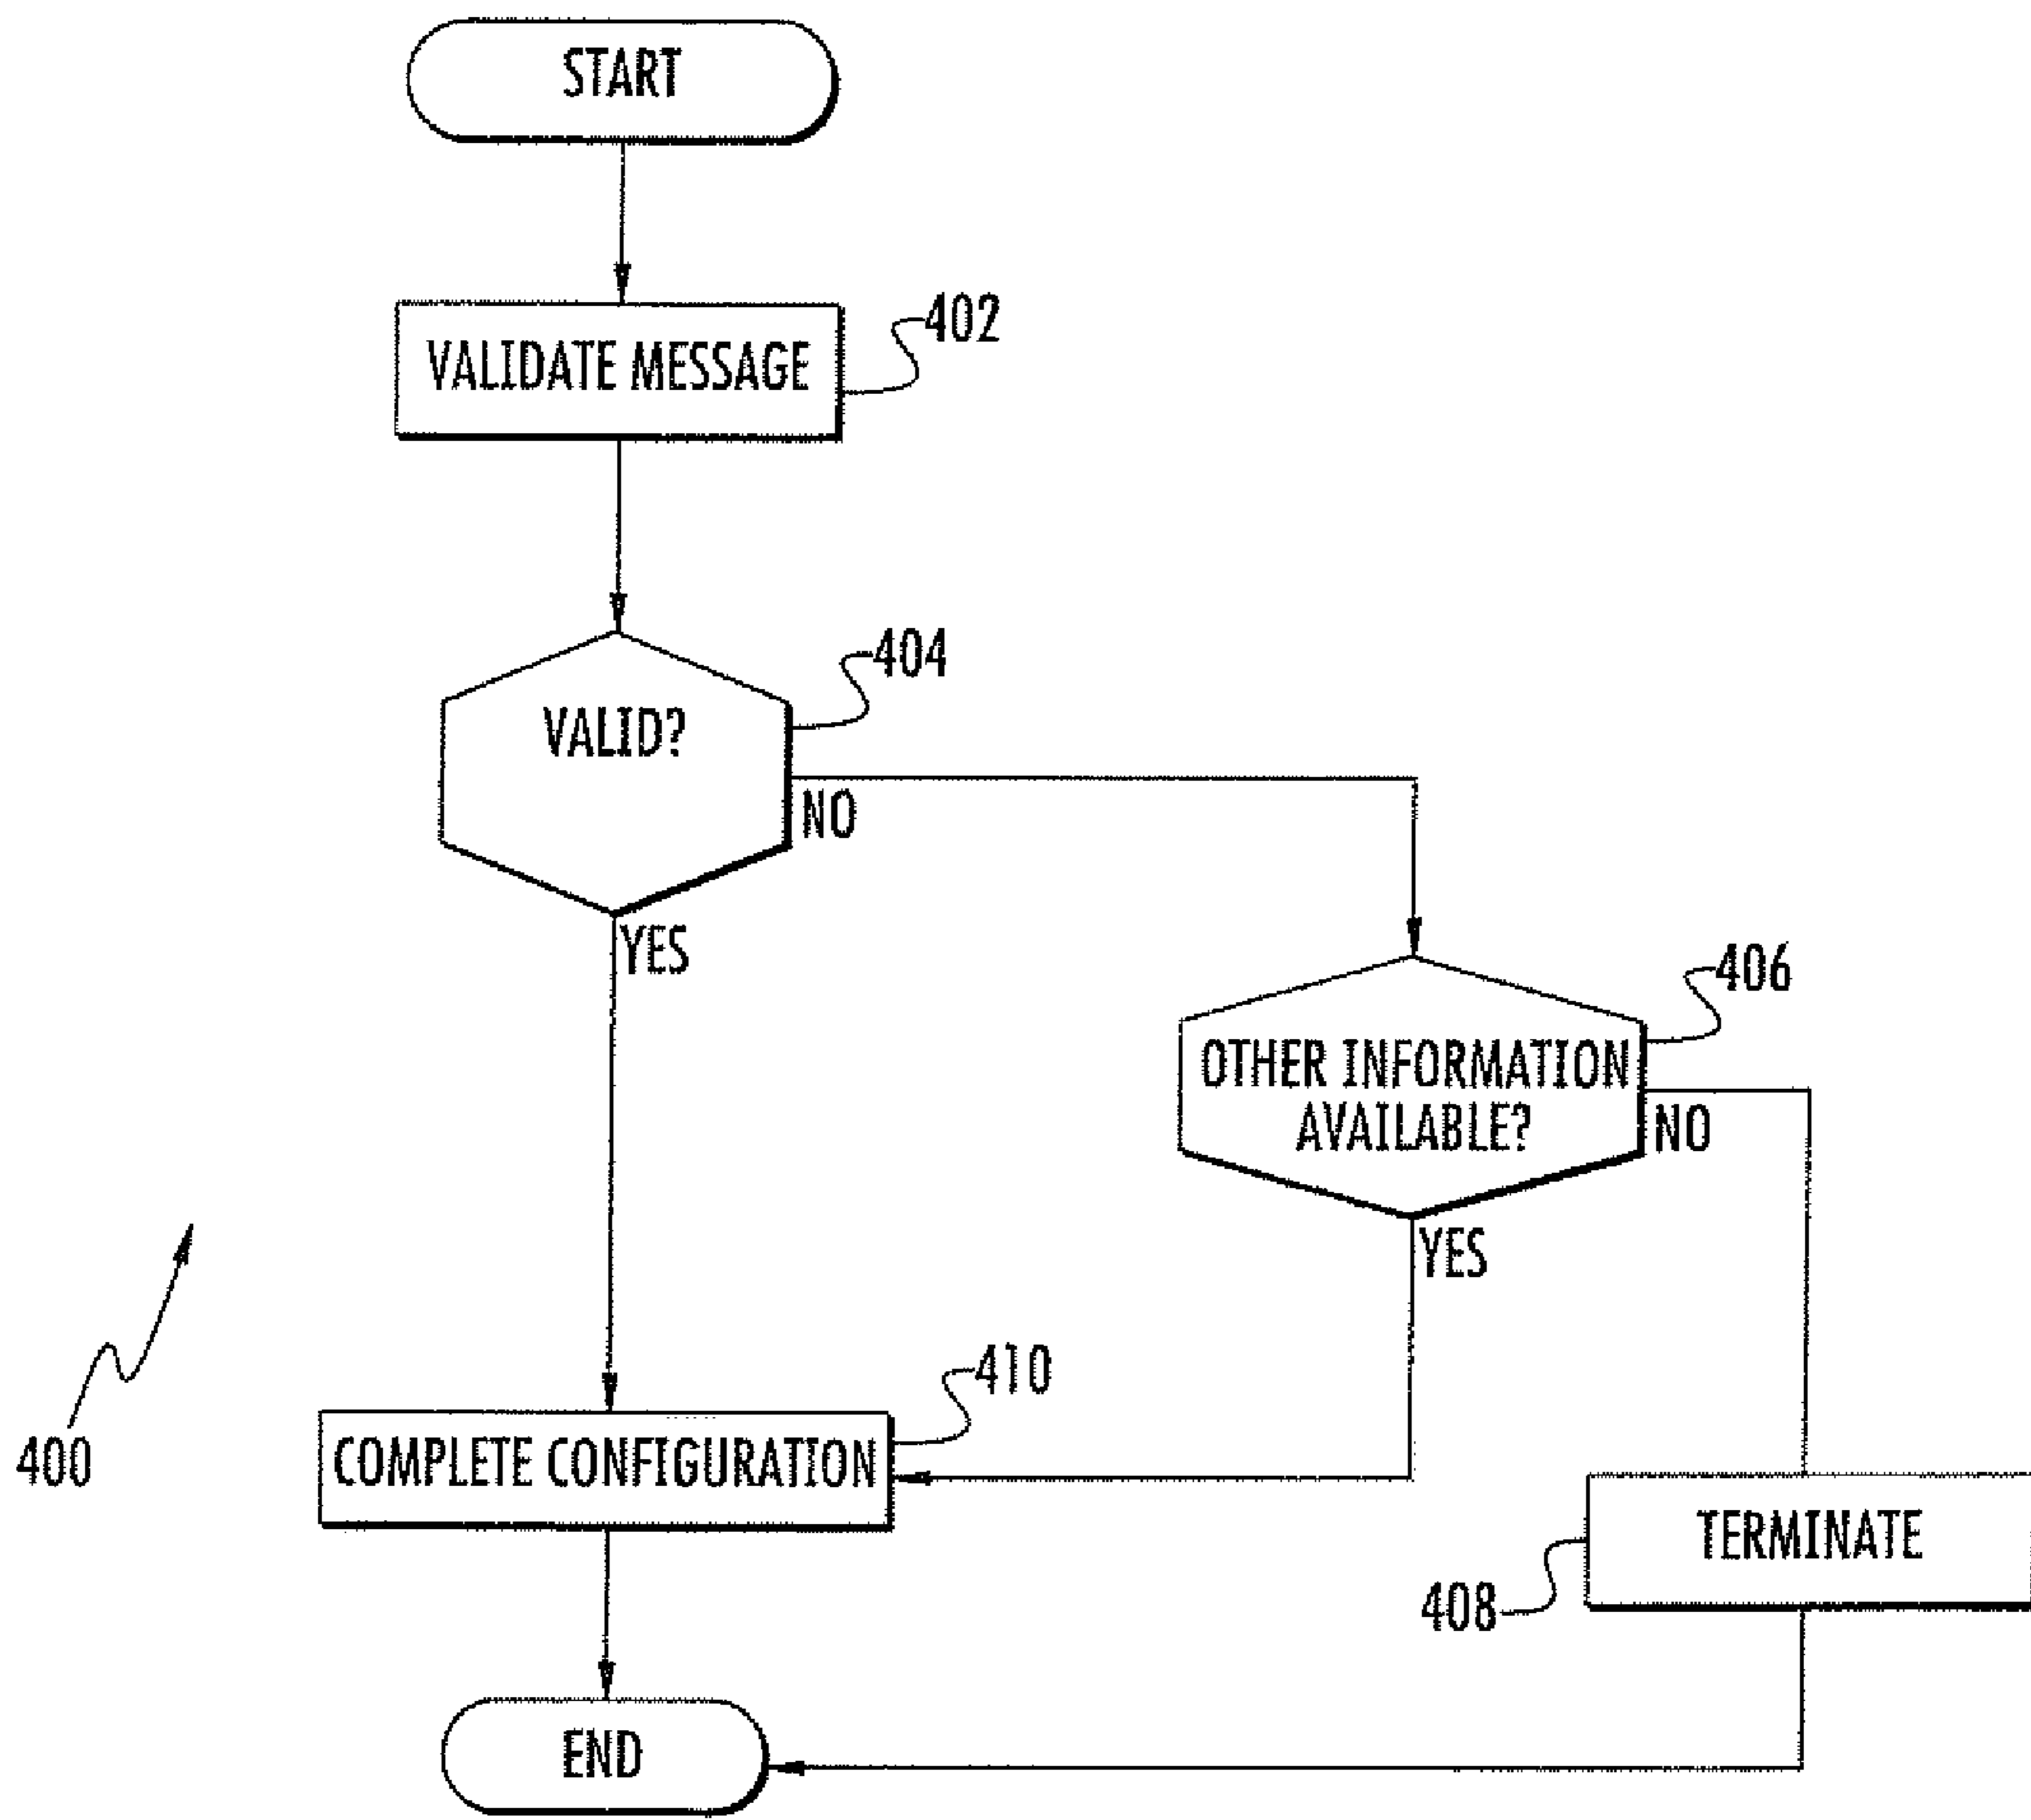 START
VALIDATE MESSAGE
402
VALID?
404
NO
YES
OTHER INFORMATION
AVAILABLE?
406
NO
YES
400
COMPLETE CONFIGURATION
410
TERMINATE
408
END